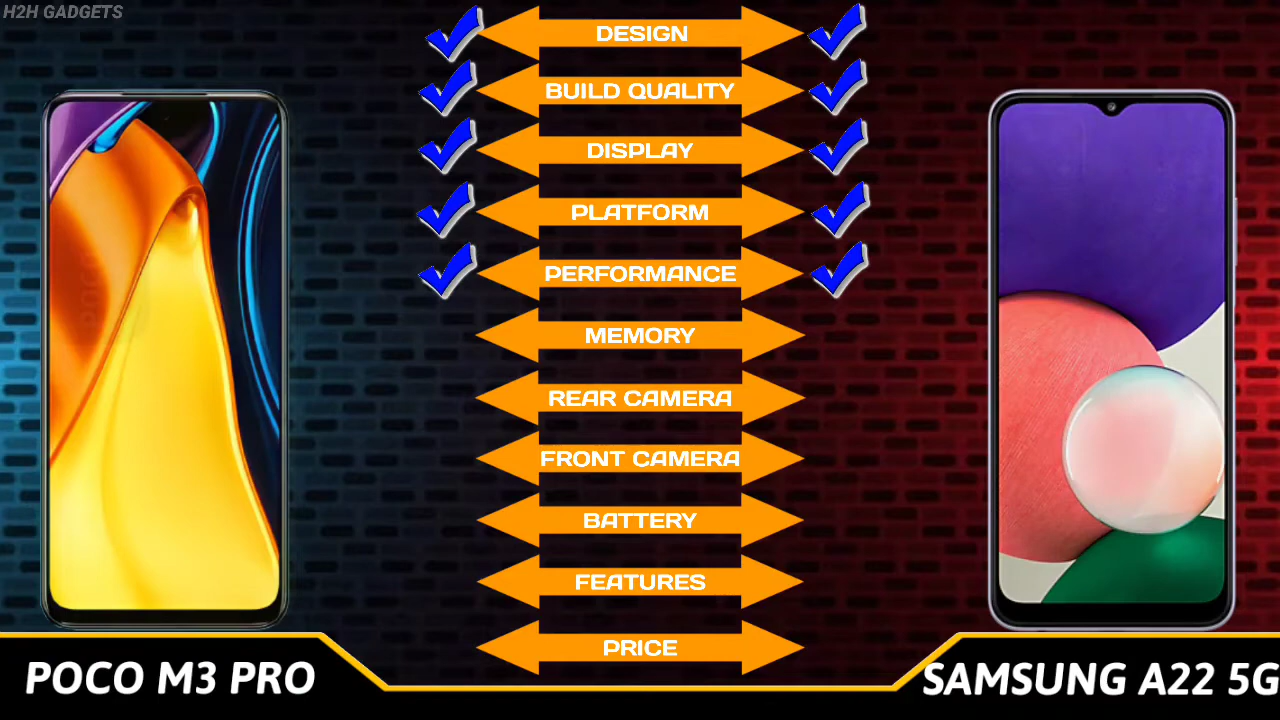 H2H GADGETS
DESIGN
BUILD QUALITY
DISPLAY
PLATFORM
PERFORMANCE
MEMORY
REAR CAMERA
FRONT CAMERA
BATTERY
FEATURES
PRICE
POCO M3 PRO
SAMSUNG A22 5G